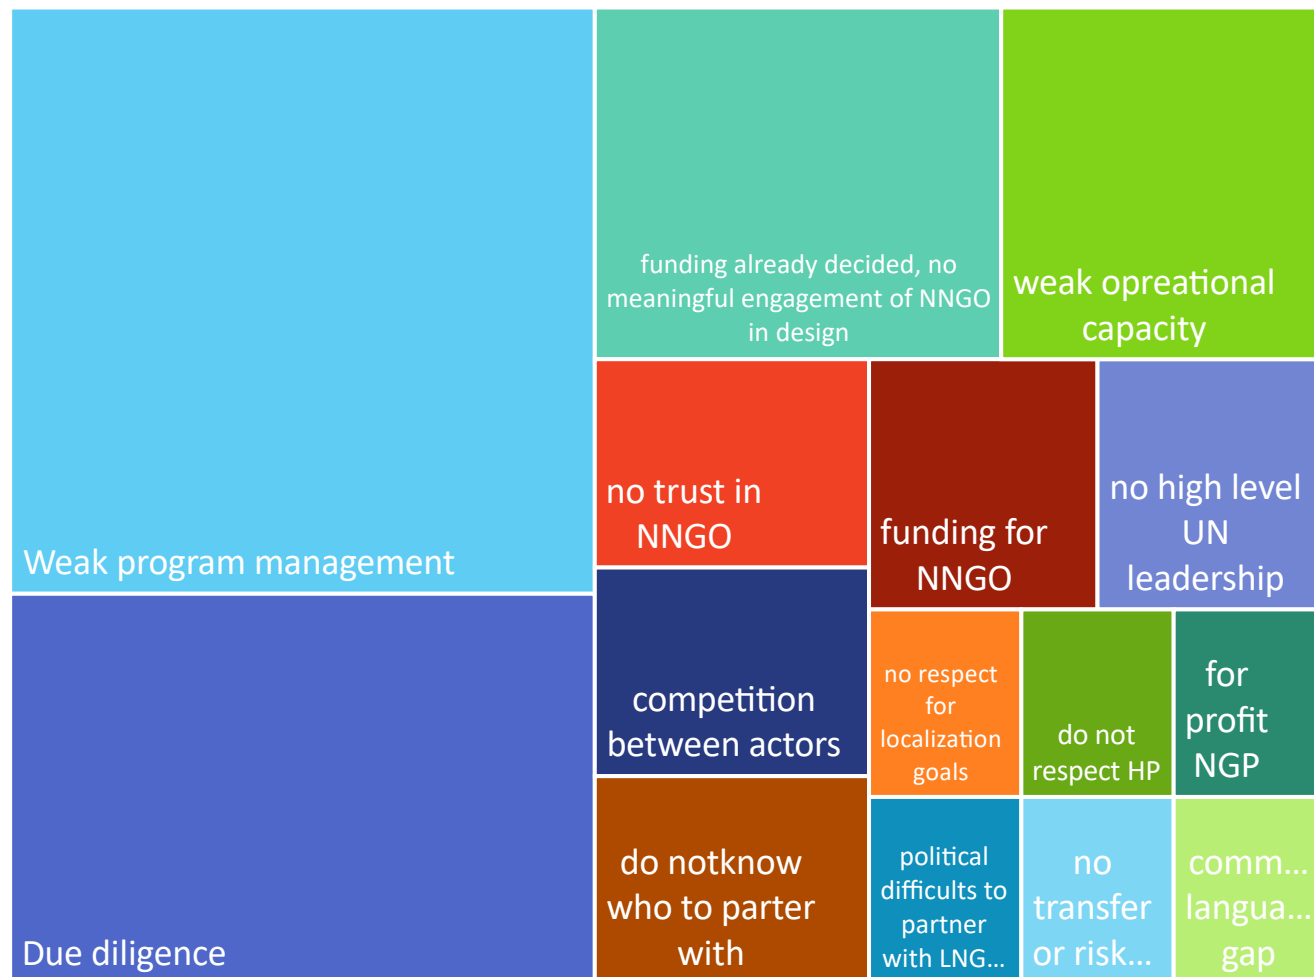 Weak program management
Due diligence
funding already decided, no
meaningful engagement of NNGO
in design
weak opreational
capacity
no trust in
NNGO
competition
between actors
do notknow
who to parter
with
funding for
NNGO
no high level
UN
leadership
no respect
for
localization
goals
do not
respect HP
for
profit
NGP
political
difficults to
partner
with LNG...
no
transfer
or risk...
comm...
langua...
gap